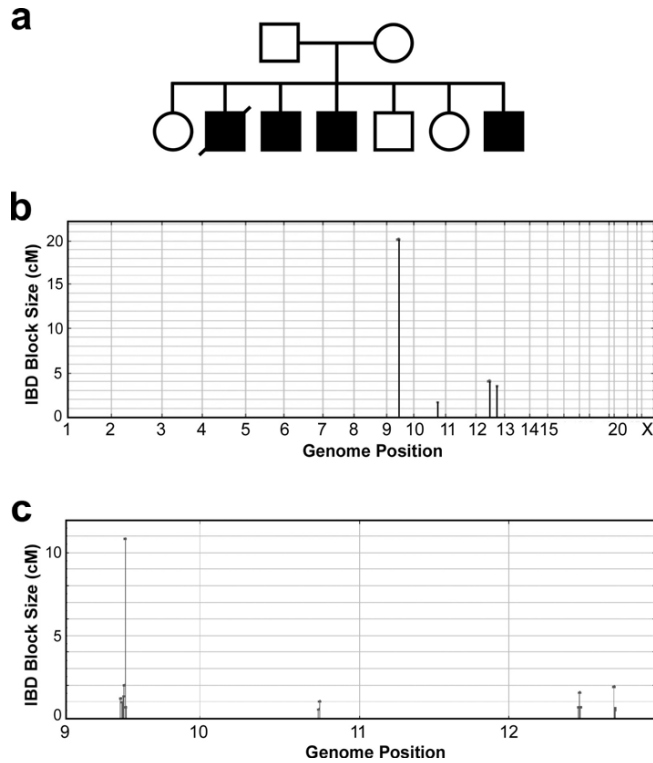 a
b
IBD Block Size (cM)
20
15
10
5
0
1 2 3 4 5 6 7 8 9 10 11 12 13 1415 20 X
Genome Position
c
IBD Block Size (cM)
10
5
0
9 10 11 12
Genome Position